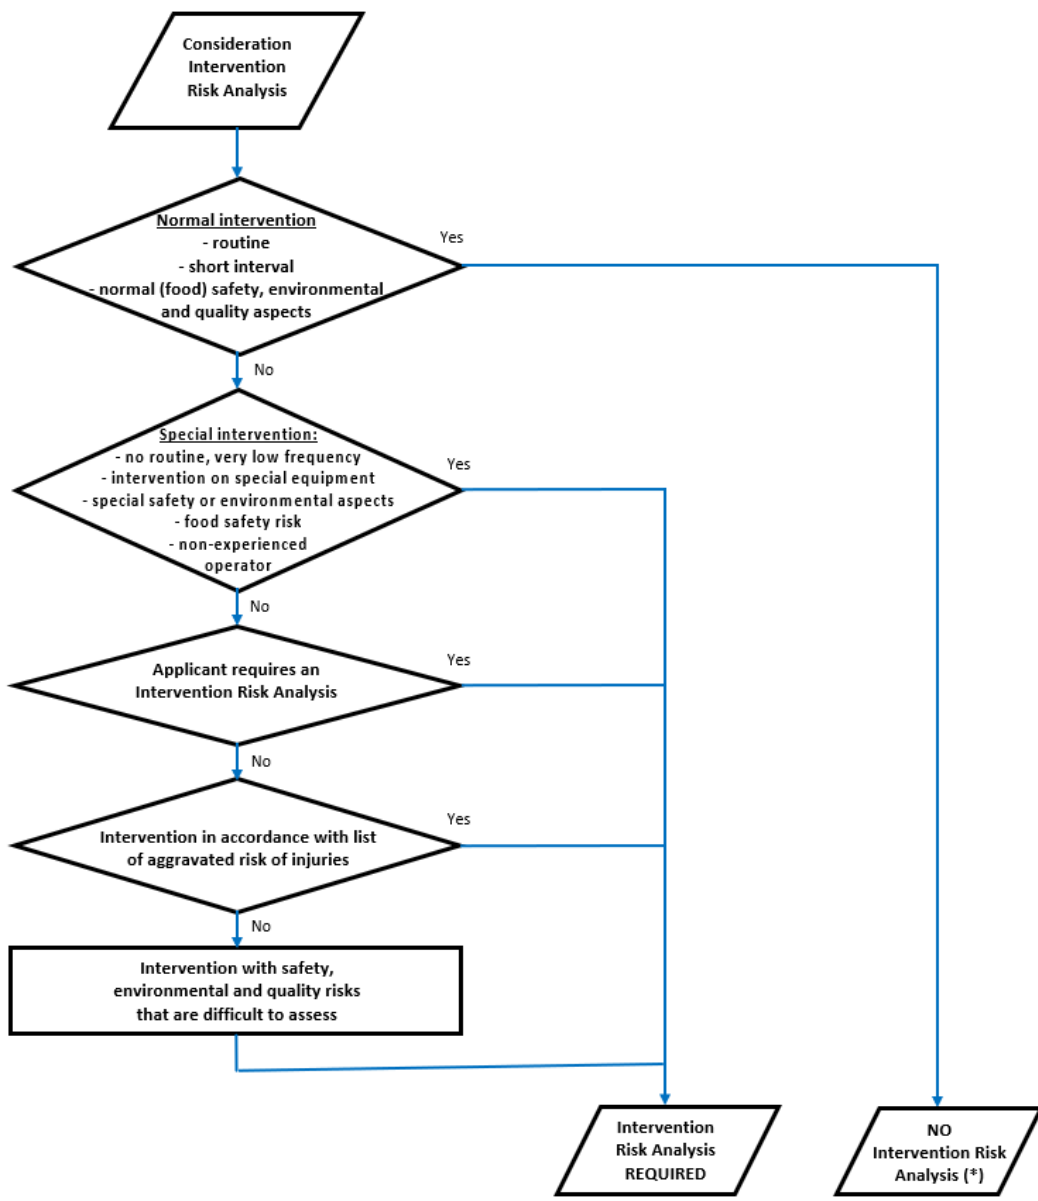 Consideration
Intervention
Risk Analysis
Normal intervention
- routine
- short interval
- normal (food) safety, environmental
and quality aspects
Yes
No
Special intervention:
- no routine, very low frequency
- intervention on special equipment
- special safety or environmental aspects
- food safety risk
- non-experienced
operator
Yes
No
Applicant requires an
Intervention Risk Analysis
Yes
No
Intervention in accordance with list
of aggravated risk of injuries
Yes
No
Intervention with safety,
environmental and quality risks
that are difficult to assess
Intervention
Risk Analysis
REQUIRED
NO
Intervention Risk
Analysis (*)